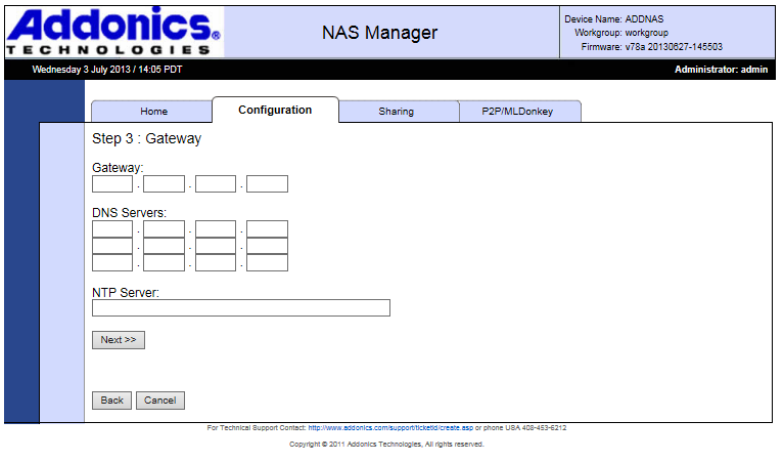 Addonics®
TECHNOLOGIES
NAS Manager
Device Name: ADDNAS
Workgroup: workgroup
Firmware: v78a 20130627-145503
Wednesday 3 July 2013 / 14:05 PDT
Administrator: admin
Home
Configuration
Sharing
P2P/MLDonkey
Step 3 : Gateway
Gateway:
. . .
DNS Servers:
. . .
. . .
. . .
NTP Server:
Next >>
Back Cancel
For Technical Support Contact: http://www.addonics.com/support/ticketid/create.asp or phone USA 408-453-6212
Copyright © 2011 Addonics Technologies, All rights reserved.